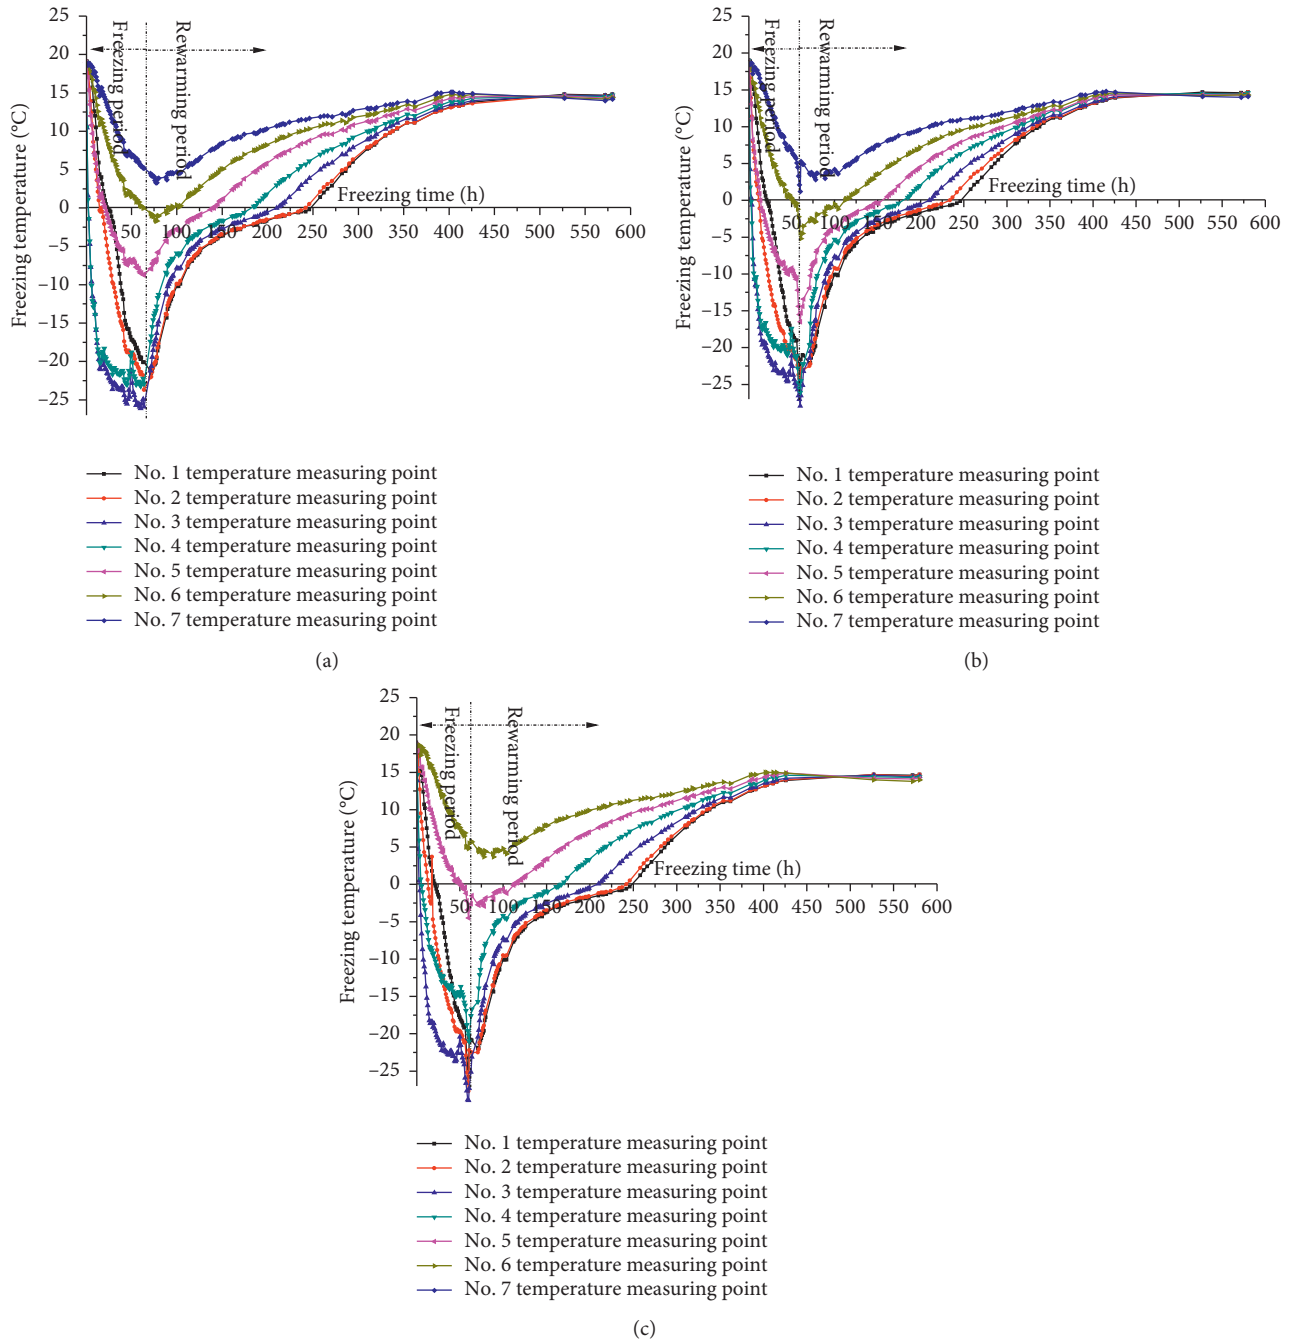 25
20
15
10
5
0
−5
−10
−15
−20
−25
Freezing temperature (°C)
Freezing period
Rewarming period
Freezing time (h)
50 100 150 200 250 300 350 400 450 500 550 600
No. 1 temperature measuring point
No. 2 temperature measuring point
No. 3 temperature measuring point
No. 4 temperature measuring point
No. 5 temperature measuring point
No. 6 temperature measuring point
No. 7 temperature measuring point
(a)
25
20
15
10
5
0
−5
−10
−15
−20
−25
Freezing temperature (°C)
Freezing period
Rewarming period
Freezing time (h)
50 100 150 200 250 300 350 400 450 500 550 600
No. 1 temperature measuring point
No. 2 temperature measuring point
No. 3 temperature measuring point
No. 4 temperature measuring point
No. 5 temperature measuring point
No. 6 temperature measuring point
No. 7 temperature measuring point
(b)
25
20
15
10
5
0
−5
−10
−15
−20
−25
Freezing temperature (°C)
Freezing period
Rewarming period
Freezing time (h)
50 100 150 200 250 300 350 400 450 500 550 600
No. 1 temperature measuring point
No. 2 temperature measuring point
No. 3 temperature measuring point
No. 4 temperature measuring point
No. 5 temperature measuring point
No. 6 temperature measuring point
No. 7 temperature measuring point
(c)